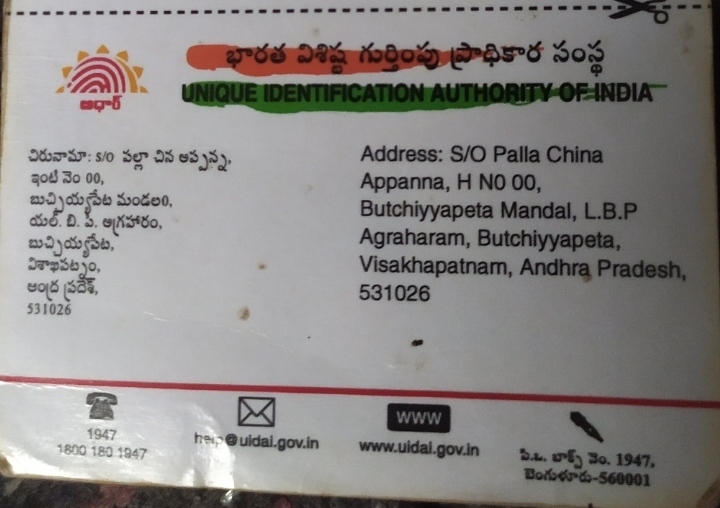 భారత విశిష్ట గుర్తింపు ప్రాధికార సంస్థ
UNIQUE IDENTIFICATION AUTHORITY OF INDIA
ఆధార్
చిరునామా: S/O పల్లా చిన అప్పన్న,
ఇంటి నెం 00,
బుచ్చియ్యపేట మండలo,
యల్. బి. పి. ఆగ్రహారం,
బుచ్చియ్యపేట,
విశాఖపట్నం,
ఆంధ్ర ప్రదేశ్,
531026
Address: S/O Palla China
Appanna, H N0 00,
Butchiyyapeta Mandal, L.B.P
Agraharam, Butchiyyapeta,
Visakhapatnam, Andhra Pradesh,
531026
1947
1800 180 1947
help@uidai.gov.in
www
www.uidai.gov.in
పి.ఒ. బాక్స్ నెం. 1947,
బెంగుళూరు-560001